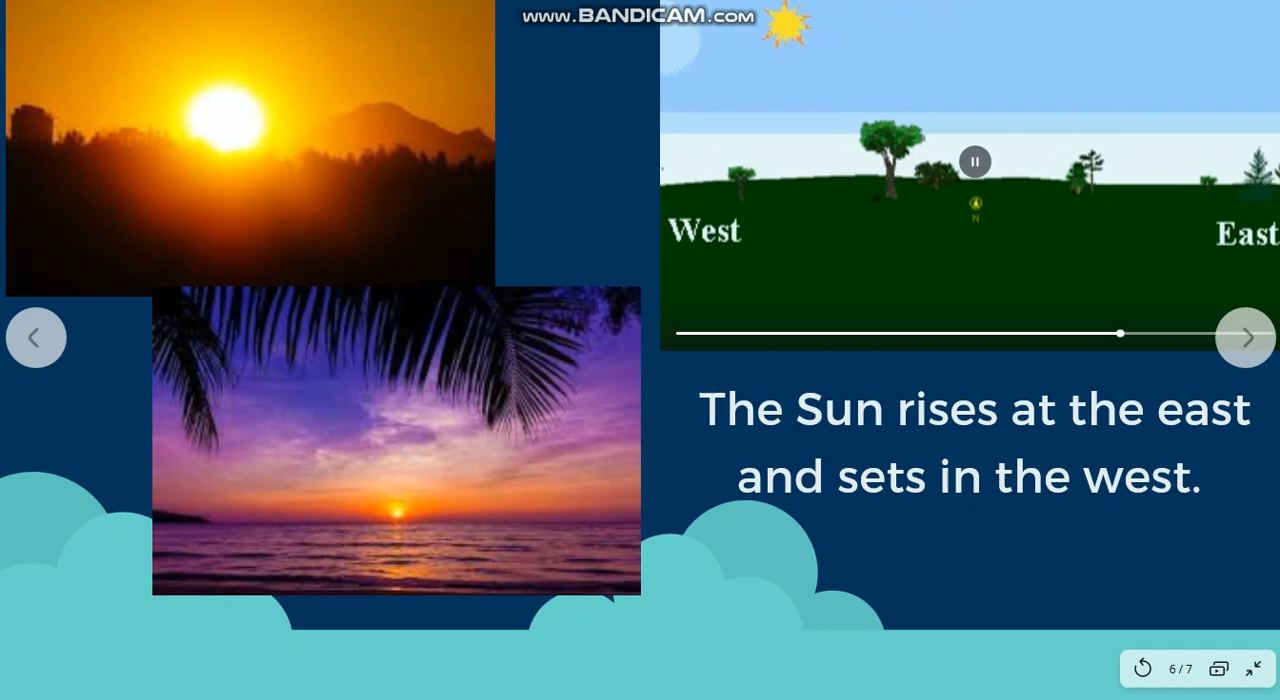 www.BANDICAM.com
West
East
N
The Sun rises at the east
and sets in the west.
6 / 7